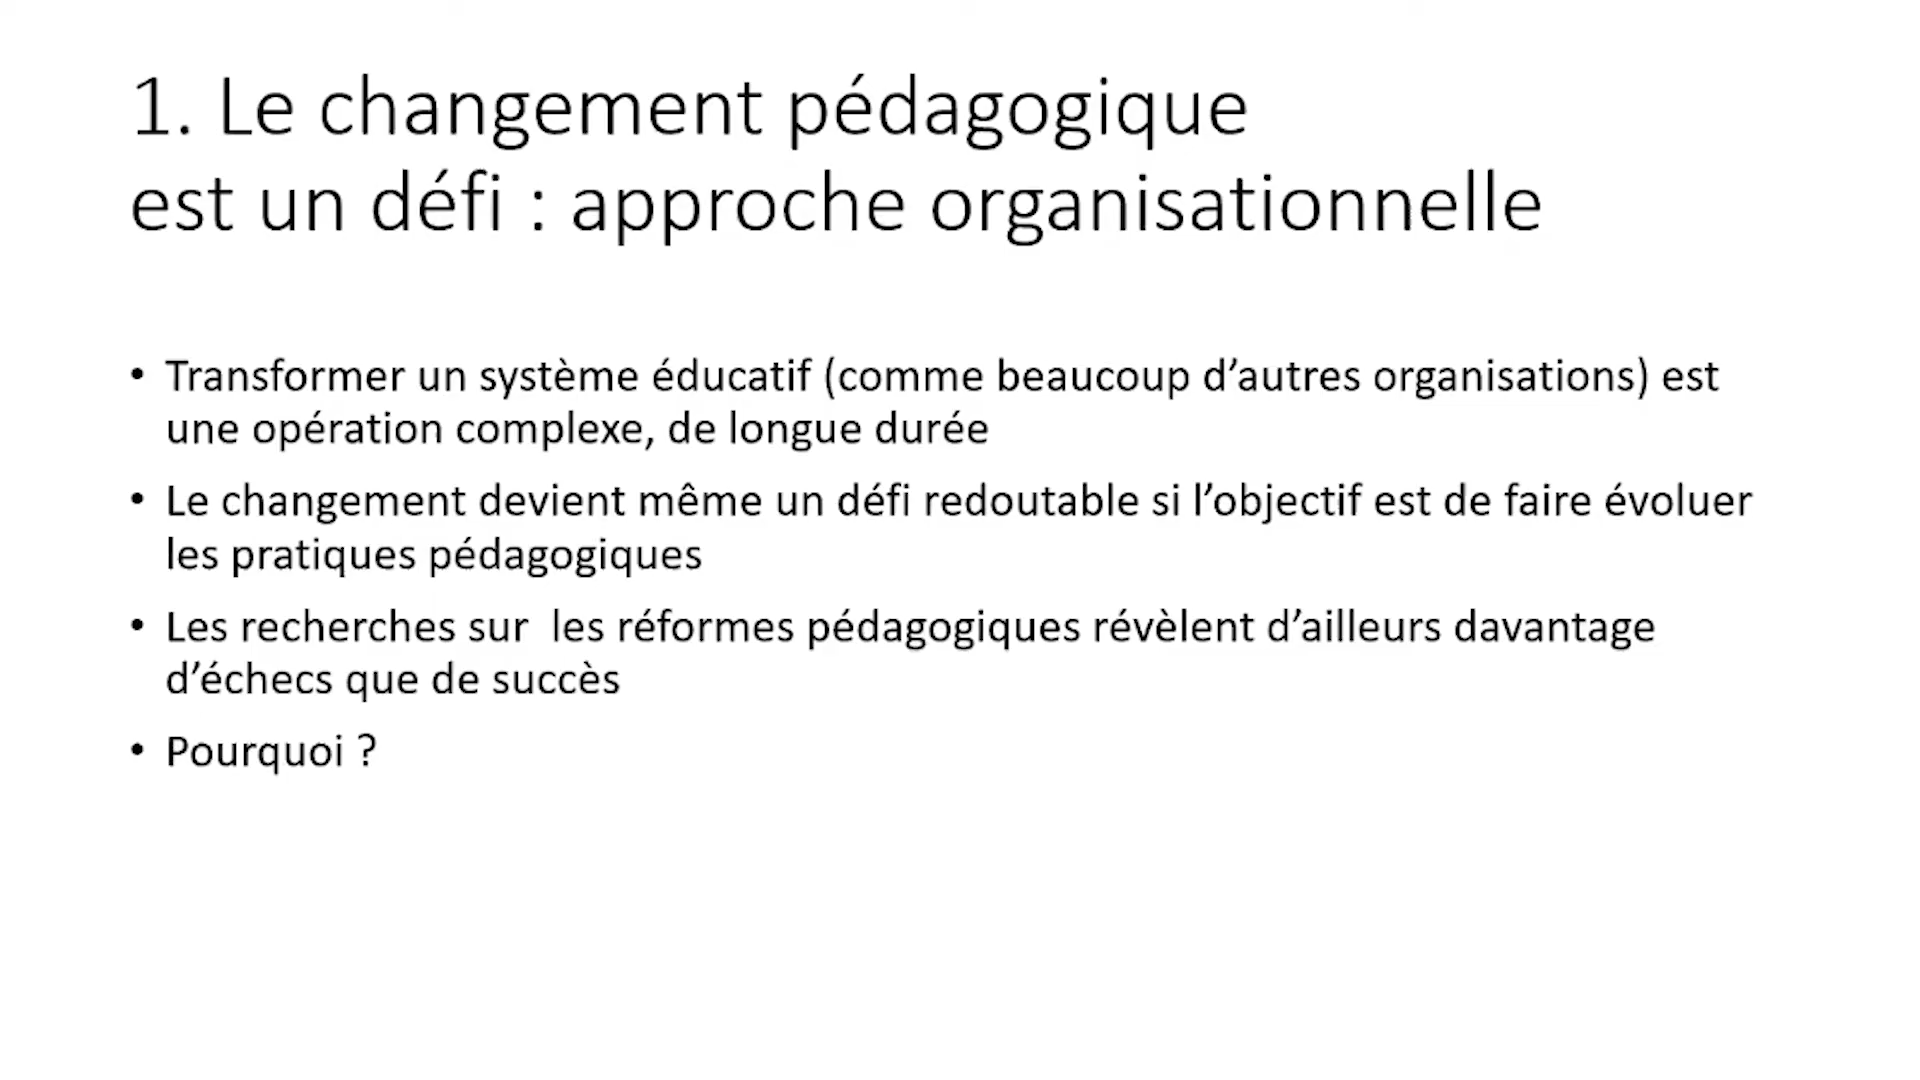 1. Le changement pédagogique
est un défi : approche organisationnelle
• Transformer un système éducatif (comme beaucoup d’autres organisations) est
une opération complexe, de longue durée
• Le changement devient même un défi redoutable si l’objectif est de faire évoluer
les pratiques pédagogiques
• Les recherches sur  les réformes pédagogiques révèlent d’ailleurs davantage
d’échecs que de succès
• Pourquoi ?